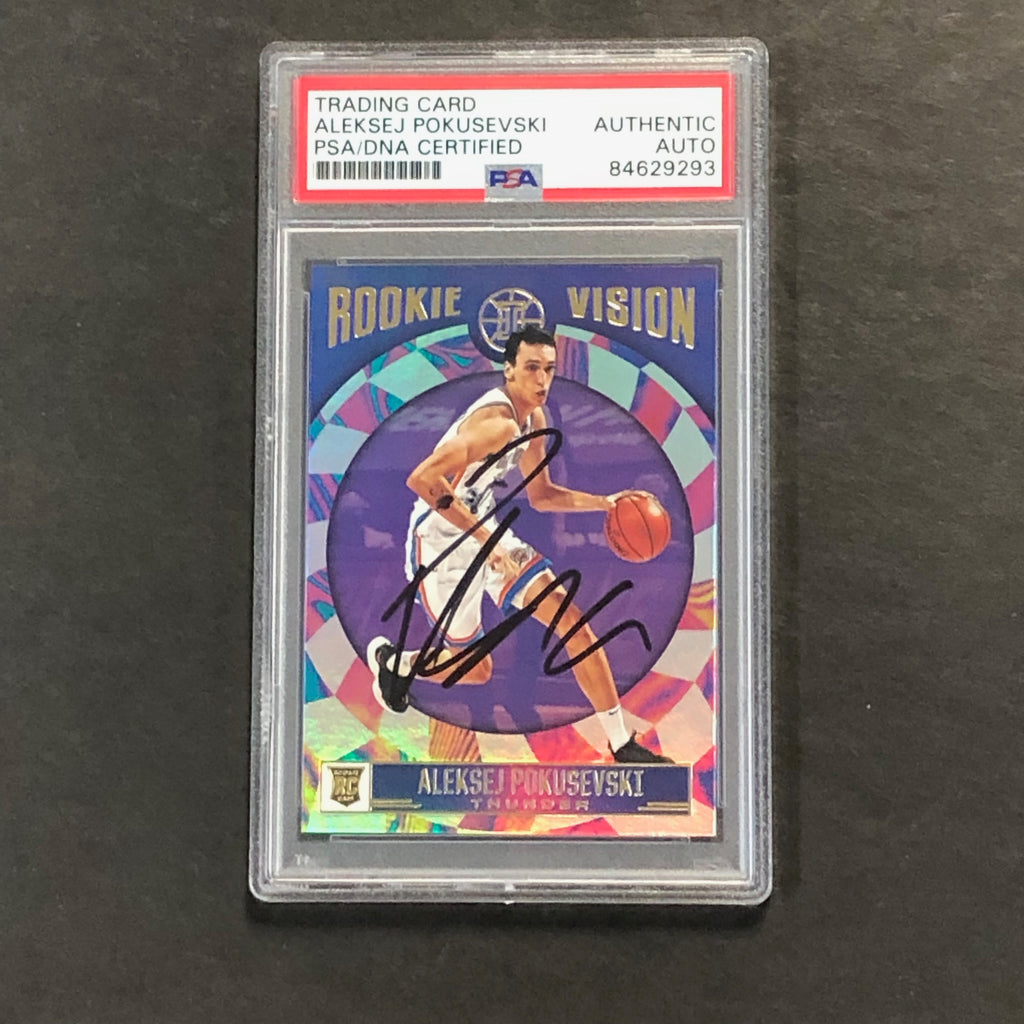 TRADING CARD
ALEKSEJ POKUSEVSKI
PSA/DNA CERTIFIED
AUTHENTIC
AUTO
84629293
PSA
ROOKIE VISION
RC
ALEKSEJ POKUSEVSKI
THUNDER